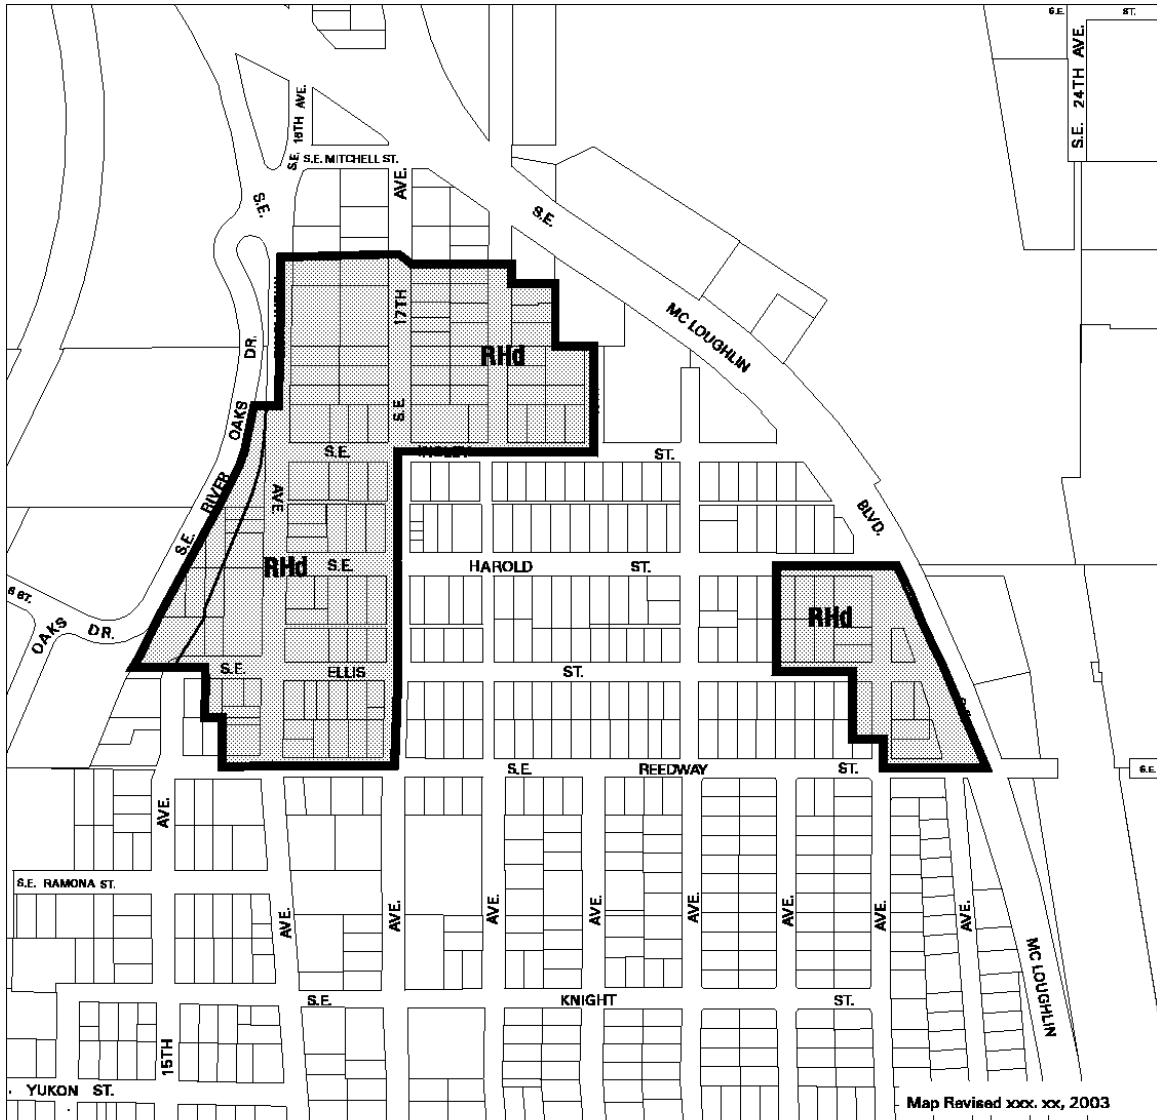 S.E. ST.
S.E. 24TH AVE.
S.E. 16TH AVE.
S.E. MITCHELL ST.
AVE.
S.E.
S.E.
17TH
MC LOUGHLIN
DR.
RHd
S.E.
OAKS
S.E. ST.
RIVER
AVE.
S.E.
BLVD.
RHd
S.E. HAROLD ST.
RHd
ST.
OAKS DR.
S.E. ELLIS ST.
S.E. REEDWAY ST.
S.E.
AVE.
S.E. RAMONA ST.
AVE.
AVE.
AVE.
AVE.
AVE.
AVE.
AVE.
AVE.
MC LOUGHLIN
S.E. KNIGHT ST.
15TH
YUKON ST.
Map Revised xxx. xx, 2003